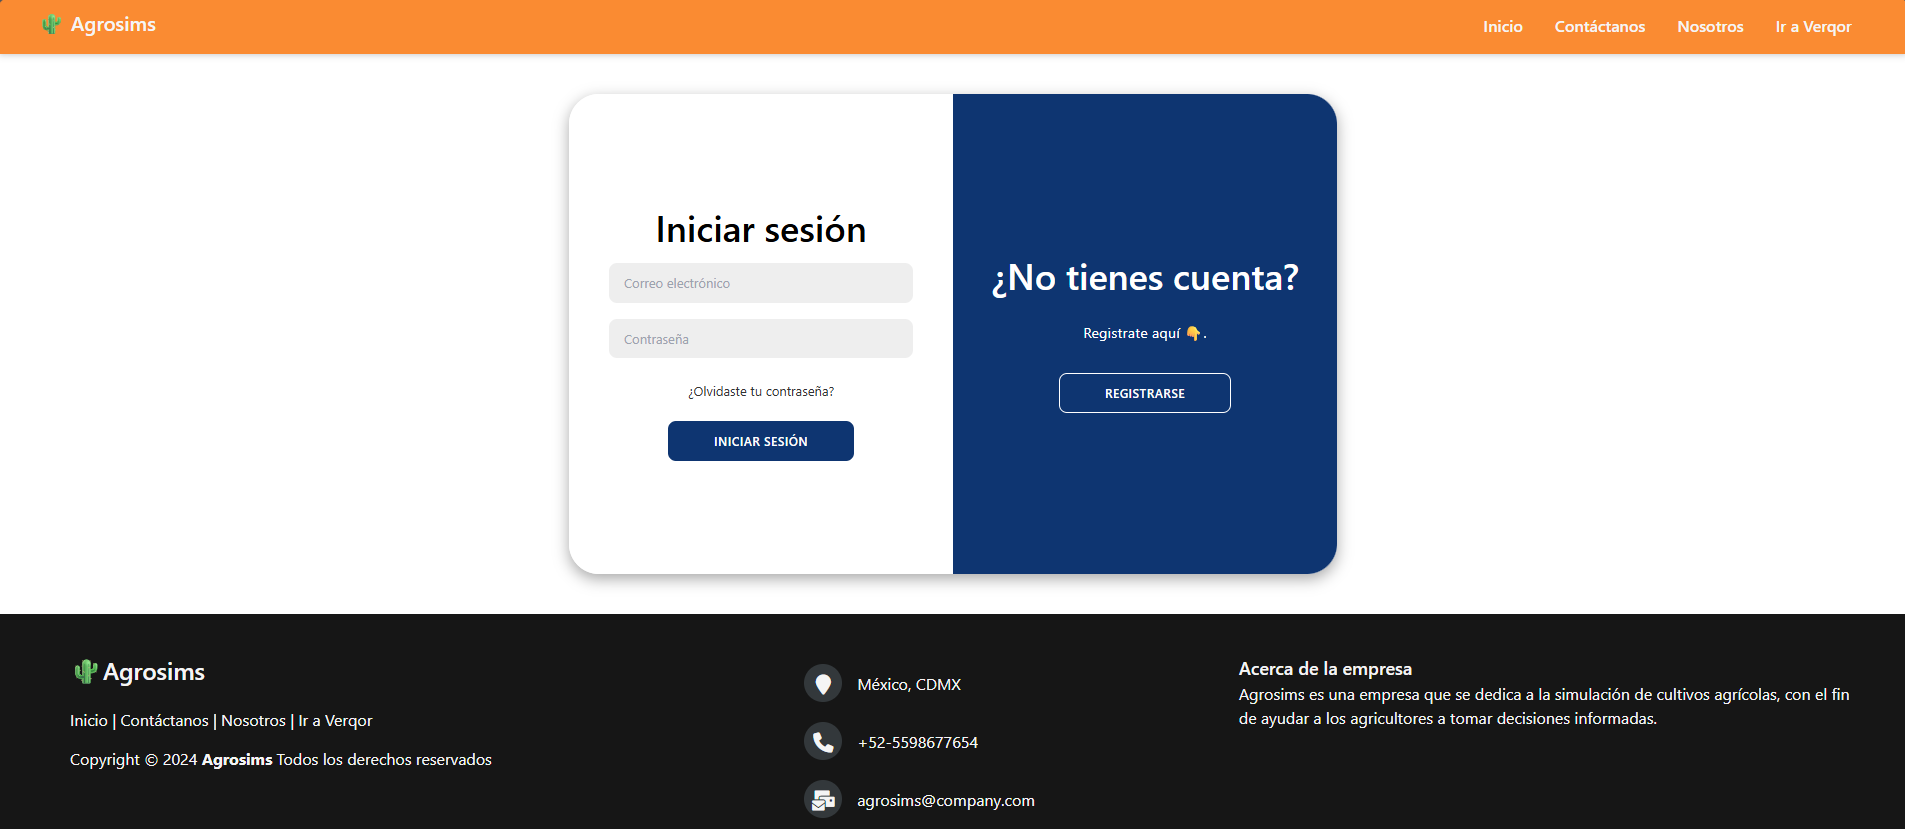 Agrosims
Inicio Contáctanos Nosotros Ir a Verqor
Iniciar sesión
Correo electrónico
Contraseña
¿Olvidaste tu contraseña?
INICIAR SESIÓN
¿No tienes cuenta?
Registrate aquí 👇.
REGISTRARSE
Agrosims
Inicio | Contáctanos | Nosotros | Ir a Verqor
Copyright © 2024 Agrosims Todos los derechos reservados
México, CDMX
+52-5598677654
agrosims@company.com
Acerca de la empresa
Agrosims es una empresa que se dedica a la simulación de cultivos agrícolas, con el fin
de ayudar a los agricultores a tomar decisiones informadas.